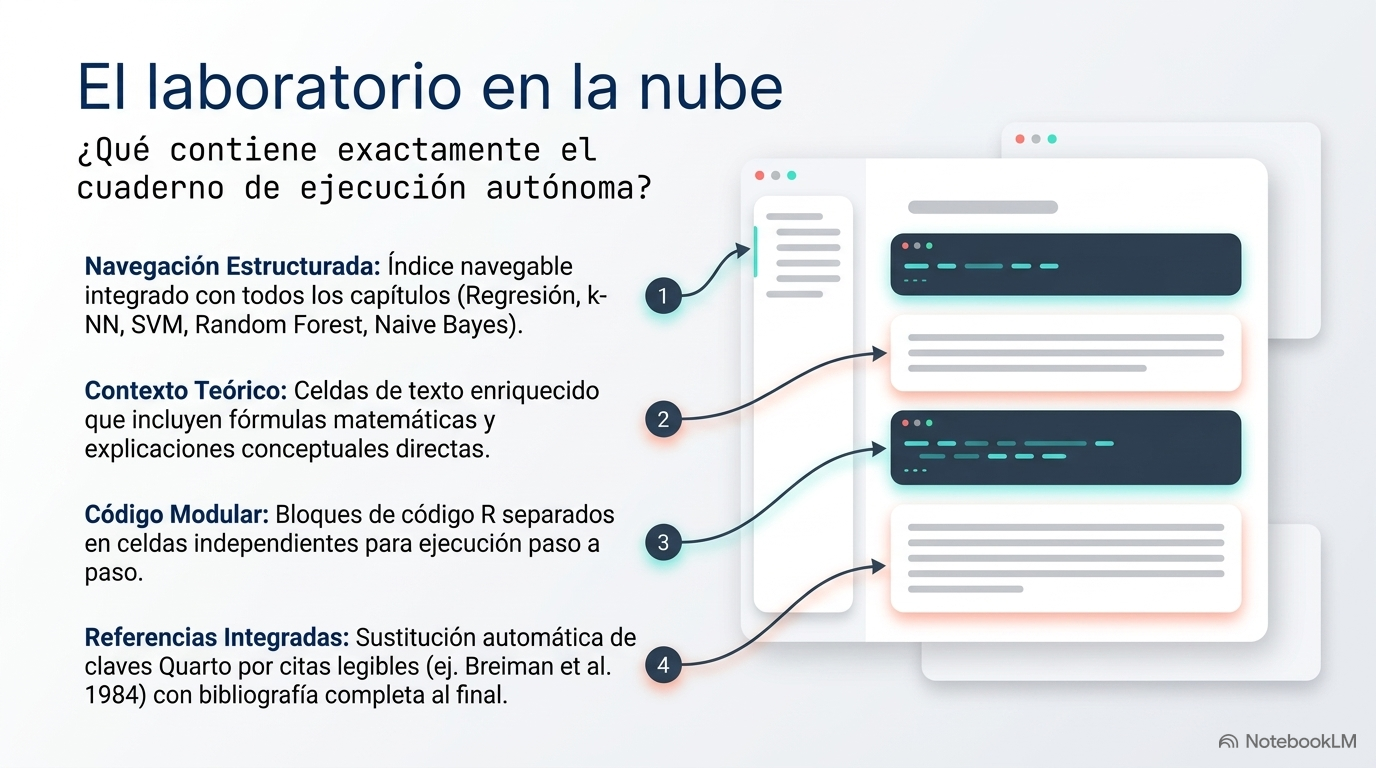 El laboratorio en la nube
¿Qué contiene exactamente el
cuaderno de ejecución autónoma?
Navegación Estructurada: Índice navegable
integrado con todos los capítulos (Regresión, k-
NN, SVM, Random Forest, Naive Bayes).
1
Contexto Teórico: Celdas de texto enriquecido
que incluyen fórmulas matemáticas y
explicaciones conceptuales directas.
2
Código Modular: Bloques de código R separados
en celdas independientes para ejecución paso a
paso.
3
Referencias Integradas: Sustitución automática de
claves Quarto por citas legibles (ej. Breiman et al.
1984) con bibliografía completa al final.
4
NotebookLM